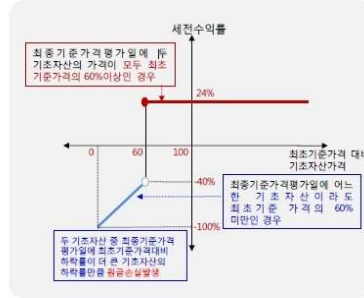 세전수익률
최종기준가격평가일에 두
기초자산의 가격이 모두 최초
기준가격의 60%이상인 경우
24%
0 60 100
최초기준가격 대비
기초자산가격
-40%
최종기준가격평가일에 어느
한 기초자산이라도
최초기준 가격의 60%
미만인 경우
-100%
두 기초자산 중 최종기준가격
평가일에 최초기준가격대비
하락률이 더 큰 기초자산의
하락률만큼 원금손실발생